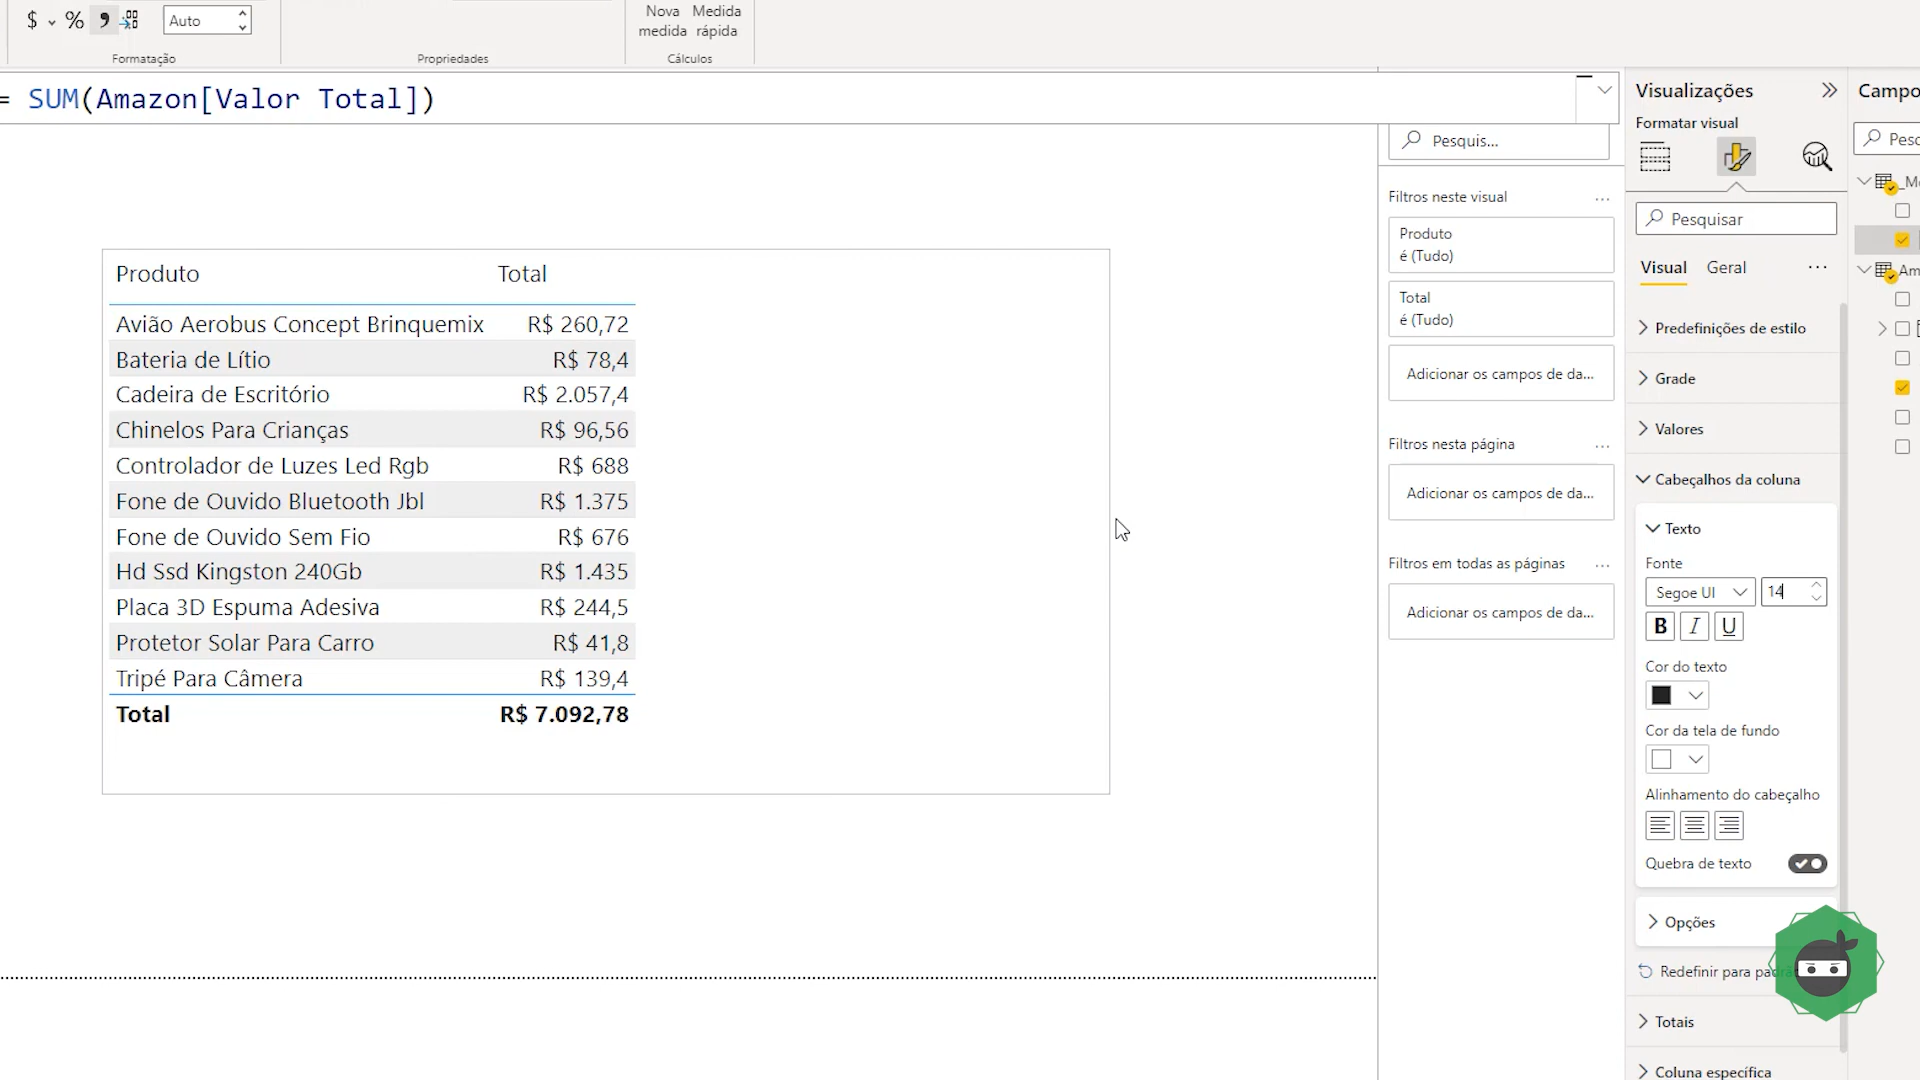 $ %
Auto
Nova medida
Medida rápida
Formatação
Propriedades
Cálculos
= SUM(Amazon[Valor Total])
Produto Total
Avião Aerobus Concept Brinquemix R$ 260,72
Bateria de Lítio R$ 78,4
Cadeira de Escritório R$ 2.057,4
Chinelos Para Crianças R$ 96,56
Controlador de Luzes Led Rgb R$ 688
Fone de Ouvido Bluetooth Jbl R$ 1.375
Fone de Ouvido Sem Fio R$ 676
Hd Ssd Kingston 240Gb R$ 1.435
Placa 3D Espuma Adesiva R$ 244,5
Protetor Solar Para Carro R$ 41,8
Tripé Para Câmera R$ 139,4
Total R$ 7.092,78
Pesquis...
Filtros neste visual ...
Produto
é (Tudo)
Total
é (Tudo)
Adicionar os campos de da...
Filtros nesta página ...
Adicionar os campos de da...
Filtros em todas as páginas ...
Adicionar os campos de da...
Visualizações
Formatar visual
Pesquisar
Visual Geral ...
Predefinições de estilo
Grade
Valores
Cabeçalhos da coluna
Texto
Fonte
Segoe UI 14
B I U
Cor do texto
Cor da tela de fundo
Alinhamento do cabeçalho
Quebra de texto
Opções
Redefinir para padrã
Totais
Coluna específica
Campo
Pesc
_M
Am